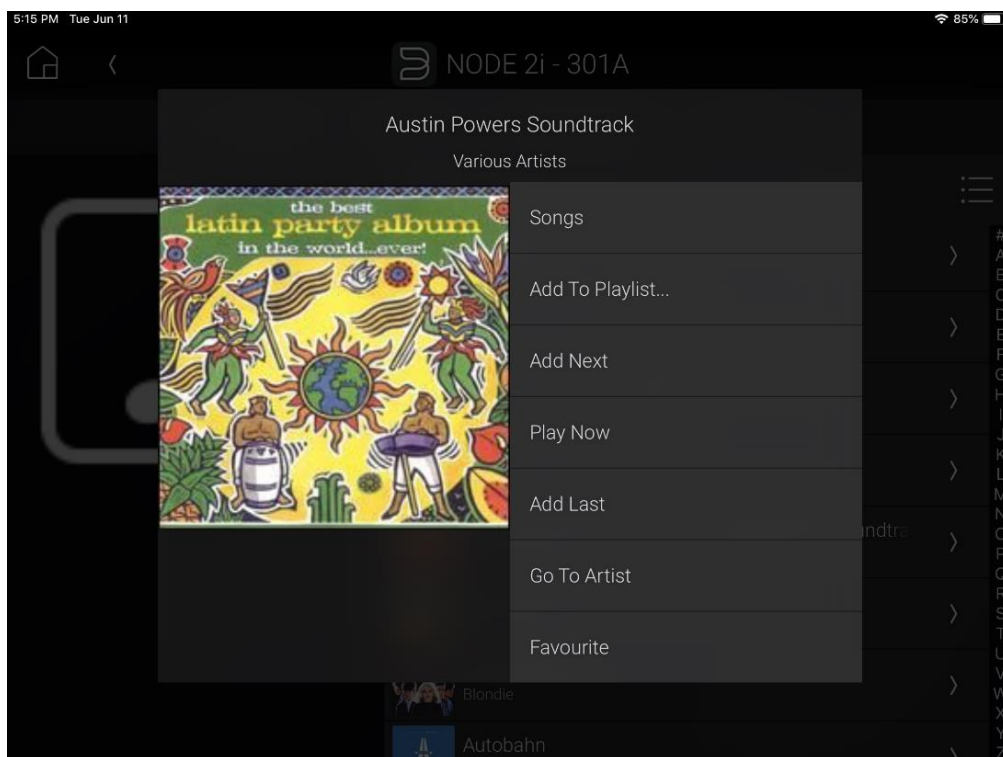 5:15 PM Tue Jun 11
85%
NODE 2i - 301A
Austin Powers Soundtrack
Various Artists
the best
latin party album
in the world...ever!
Songs
Add To Playlist...
Add Next
Play Now
Add Last
Go To Artist
Favourite
Blondie
Autobahn
#
A
B
C
D
E
F
G
H
J
K
L
M
N
O
P
Q
R
S
T
U
V
W
X
Y
Z